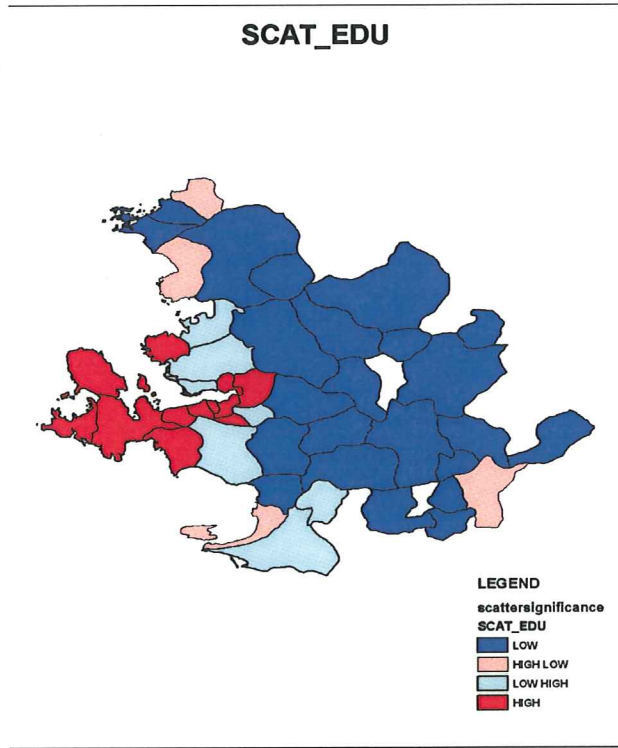 SCAT_EDU
LEGEND
scattersignificance
SCAT_EDU
LOW
HIGH LOW
LOW HIGH
HIGH